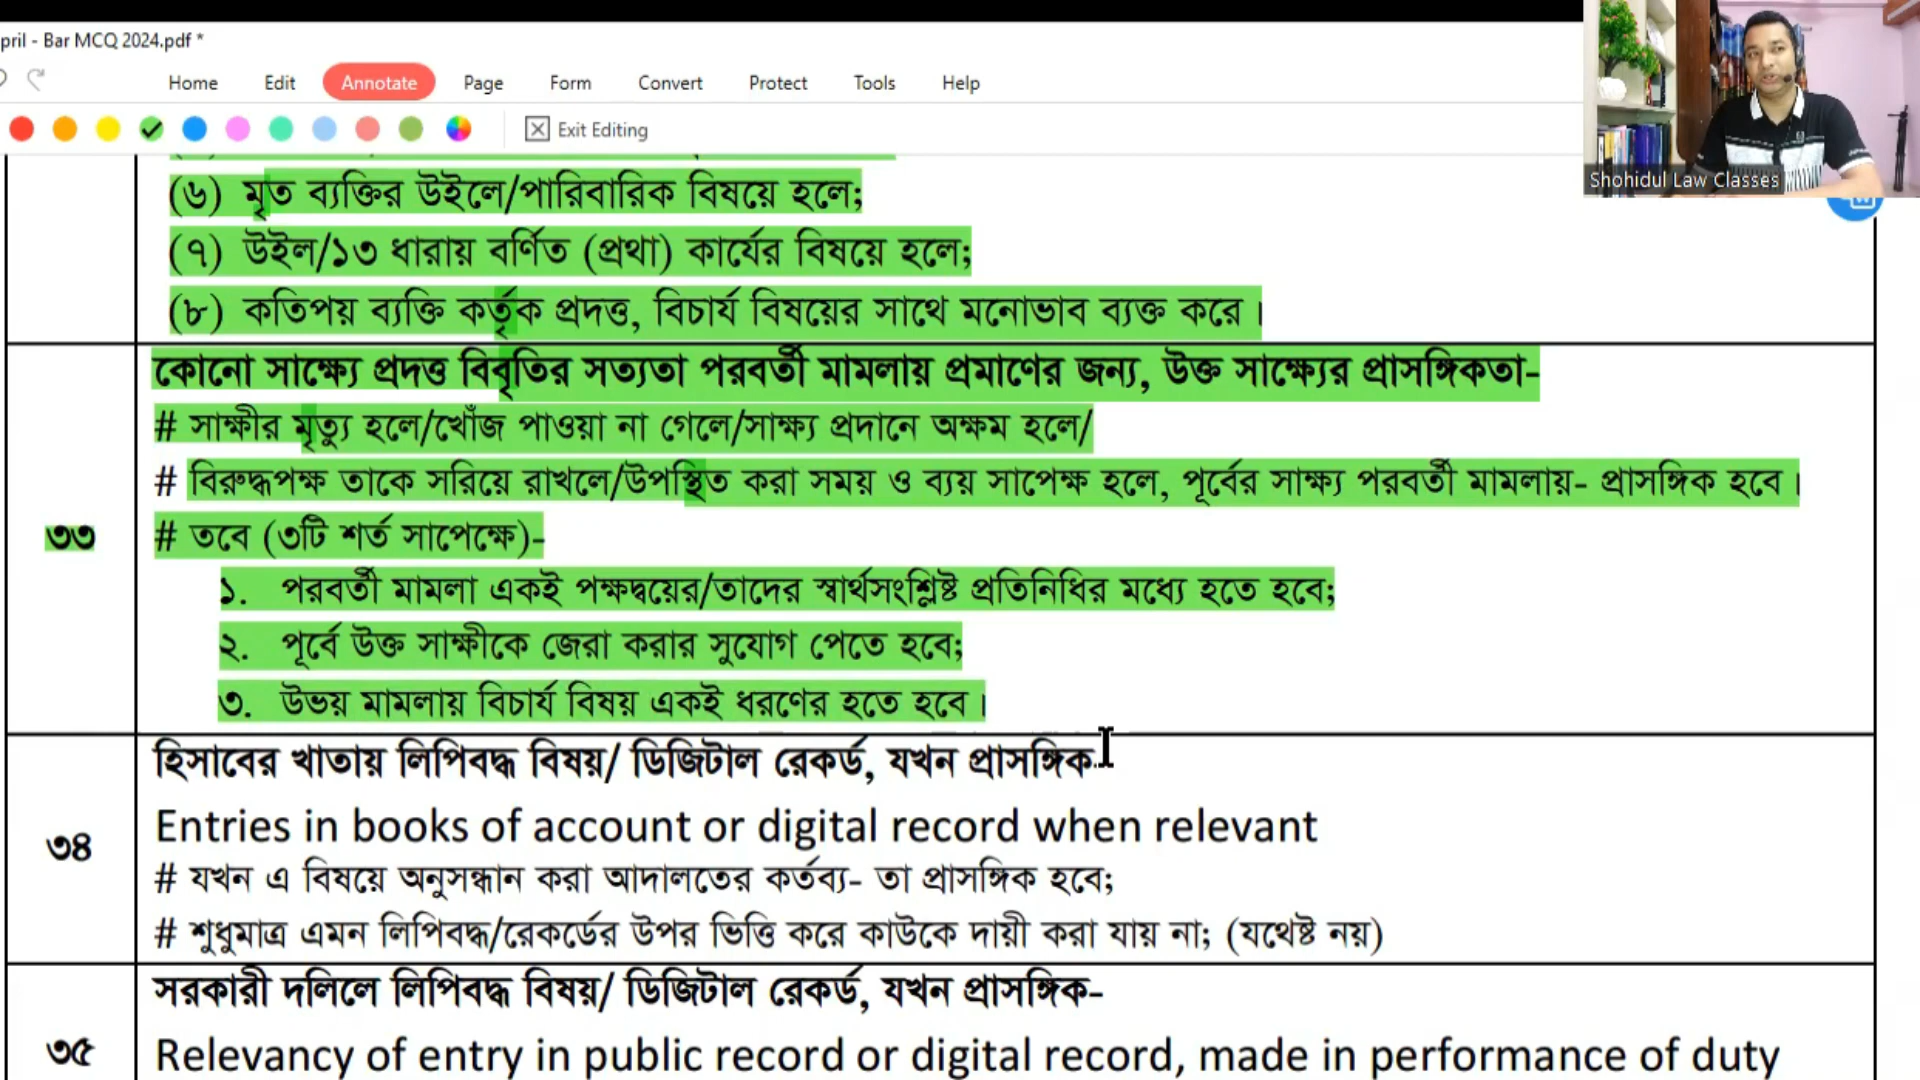 pril - Bar MCQ 2024.pdf *
Home Edit Annotate Page Form Convert Protect Tools Help
Exit Editing
Shohidul Law Classes
(৬) মৃত ব্যক্তির উইলে/পারিবারিক বিষয়ে হলে;
(৭) উইল/১৩ ধারায় বর্ণিত (প্রথা) কার্যের বিষয়ে হলে;
(৮) কতিপয় ব্যক্তি কর্তৃক প্রদত্ত, বিচার্য বিষয়ের সাথে মনোভাব ব্যক্ত করে।
কোনো সাক্ষ্যে প্রদত্ত বিবৃতির সত্যতা পরবর্তী মামলায় প্রমাণের জন্য, উক্ত সাক্ষ্যের প্রাসঙ্গিকতা-
# সাক্ষীর মৃত্যু হলে/খোঁজ পাওয়া না গেলে/সাক্ষ্য প্রদানে অক্ষম হলে/
# বিরুদ্ধপক্ষ তাকে সরিয়ে রাখলে/উপস্থিত করা সময় ও ব্যয় সাপেক্ষ হলে, পূর্বের সাক্ষ্য পরবর্তী মামলায়- প্রাসঙ্গিক হবে।
৩৩
# তবে (৩টি শর্ত সাপেক্ষে)-
১. পরবর্তী মামলা একই পক্ষদ্বয়ের/তাদের স্বার্থসংশ্লিষ্ট প্রতিনিধির মধ্যে হতে হবে;
২. পূর্বে উক্ত সাক্ষীকে জেরা করার সুযোগ পেতে হবে;
৩. উভয় মামলায় বিচার্য বিষয় একই ধরণের হতে হবে।
হিসাবের খাতায় লিপিবদ্ধ বিষয়/ ডিজিটাল রেকর্ড, যখন প্রাসঙ্গিক-
Entries in books of account or digital record when relevant
৩৪
# যখন এ বিষয়ে অনুসন্ধান করা আদালতের কর্তব্য- তা প্রাসঙ্গিক হবে;
# শুধুমাত্র এমন লিপিবদ্ধ/রেকর্ডের উপর ভিত্তি করে কাউকে দায়ী করা যায় না; (যথেষ্ট নয়)
সরকারী দলিলে লিপিবদ্ধ বিষয়/ ডিজিটাল রেকর্ড, যখন প্রাসঙ্গিক-
৩৫
Relevancy of entry in public record or digital record, made in performance of duty